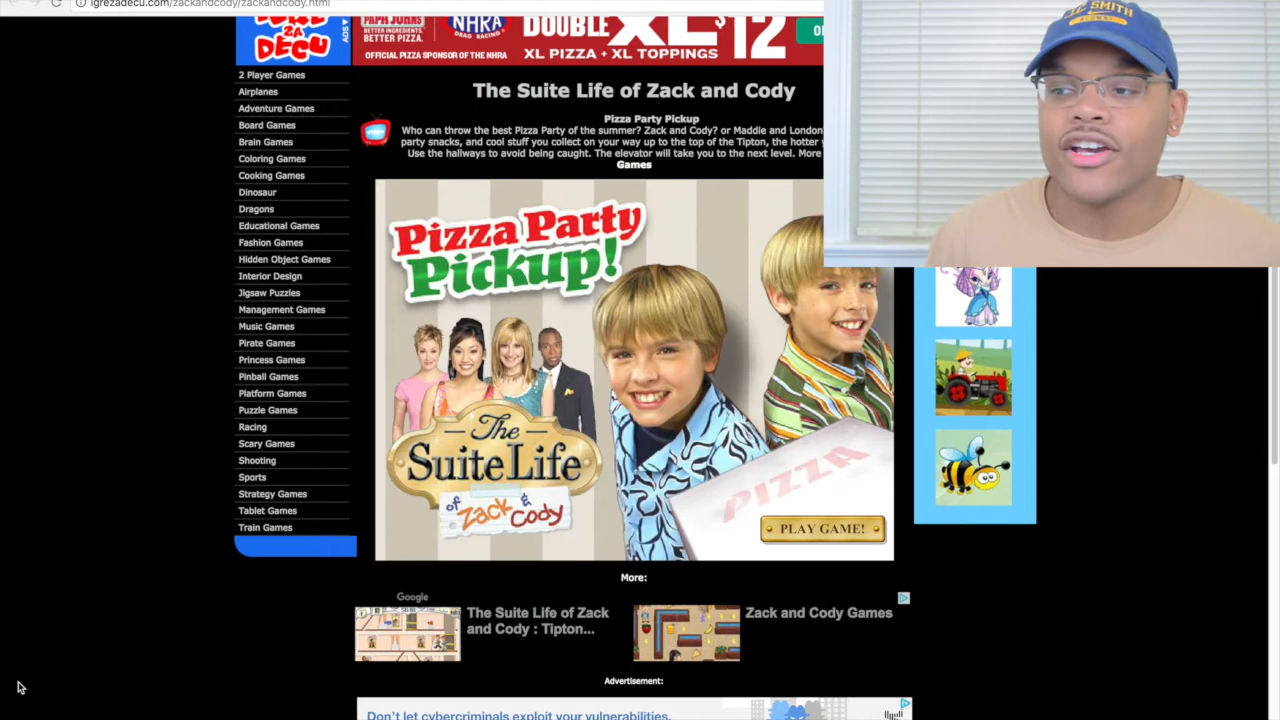 igrezadecu.com/zackandcody/zackandcody.html
ZA
DECU
ADS
PAPA JOHNS
BETTER INGREDIENTS.
BETTER PIZZA.
NHRA
DRAG RACING
OFFICIAL PIZZA SPONSOR OF THE NHRA
DOUBLE XL $12
XL PIZZA + XL TOPPINGS
2 Player Games
Airplanes
Adventure Games
Board Games
Brain Games
Coloring Games
Cooking Games
Dinosaur
Dragons
Educational Games
Fashion Games
Hidden Object Games
Interior Design
Jigsaw Puzzles
Management Games
Music Games
Pirate Games
Princess Games
Pinball Games
Platform Games
Puzzle Games
Racing
Scary Games
Shooting
Sports
Strategy Games
Tablet Games
Train Games
The Suite Life of Zack and Cody
Pizza Party Pickup
Who can throw the best Pizza Party of the summer? Zack and Cody? or Maddie and London
party snacks, and cool stuff you collect on your way up to the top of the Tipton, the hotter y
Use the hallways to avoid being caught. The elevator will take you to the next level. More
Games
Pizza Party
Pickup!
The
Suite Life
of Zack & Cody
PIZZA
PLAY GAME!
More:
Google
The Suite Life of Zack
and Cody : Tipton...
Zack and Cody Games
Advertisement:
Don't let cybercriminals exploit your vulnerabilities.
SMITH